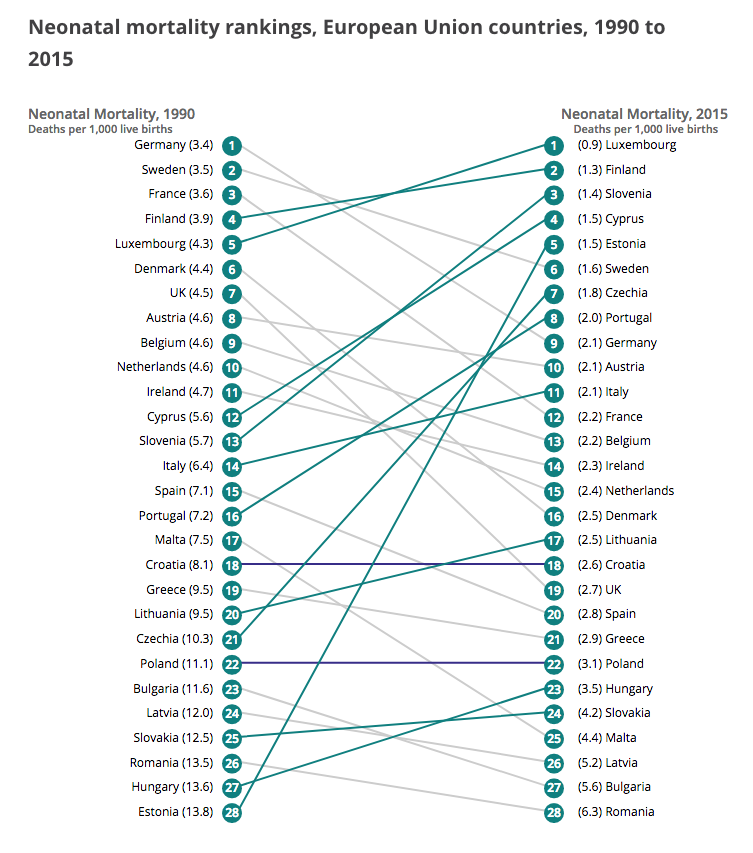 Neonatal mortality rankings, European Union countries, 1990 to
2015
Neonatal Mortality, 1990
Deaths per 1,000 live births
Neonatal Mortality, 2015
Deaths per 1,000 live births
Germany (3.4) 1 1 (0.9) Luxembourg
Sweden (3.5) 2 2 (1.3) Finland
France (3.6) 3 3 (1.4) Slovenia
Finland (3.9) 4 4 (1.5) Cyprus
Luxembourg (4.3) 5 5 (1.5) Estonia
Denmark (4.4) 6 6 (1.6) Sweden
UK (4.5) 7 7 (1.8) Czechia
Austria (4.6) 8 8 (2.0) Portugal
Belgium (4.6) 9 9 (2.1) Germany
Netherlands (4.6) 10 10 (2.1) Austria
Ireland (4.7) 11 11 (2.1) Italy
Cyprus (5.6) 12 12 (2.2) France
Slovenia (5.7) 13 13 (2.2) Belgium
Italy (6.4) 14 14 (2.3) Ireland
Spain (7.1) 15 15 (2.4) Netherlands
Portugal (7.2) 16 16 (2.5) Denmark
Malta (7.5) 17 17 (2.5) Lithuania
Croatia (8.1) 18 18 (2.6) Croatia
Greece (9.5) 19 19 (2.7) UK
Lithuania (9.5) 20 20 (2.8) Spain
Czechia (10.3) 21 21 (2.9) Greece
Poland (11.1) 22 22 (3.1) Poland
Bulgaria (11.6) 23 23 (3.5) Hungary
Latvia (12.0) 24 24 (4.2) Slovakia
Slovakia (12.5) 25 25 (4.4) Malta
Romania (13.5) 26 26 (5.2) Latvia
Hungary (13.6) 27 27 (5.6) Bulgaria
Estonia (13.8) 28 28 (6.3) Romania